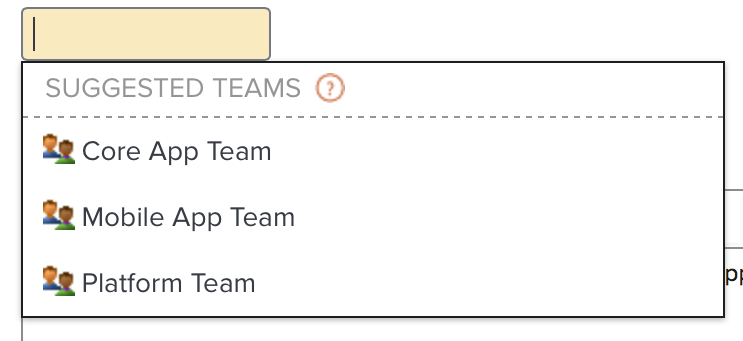 SUGGESTED TEAMS ?
Core App Team
Mobile App Team
Platform Team